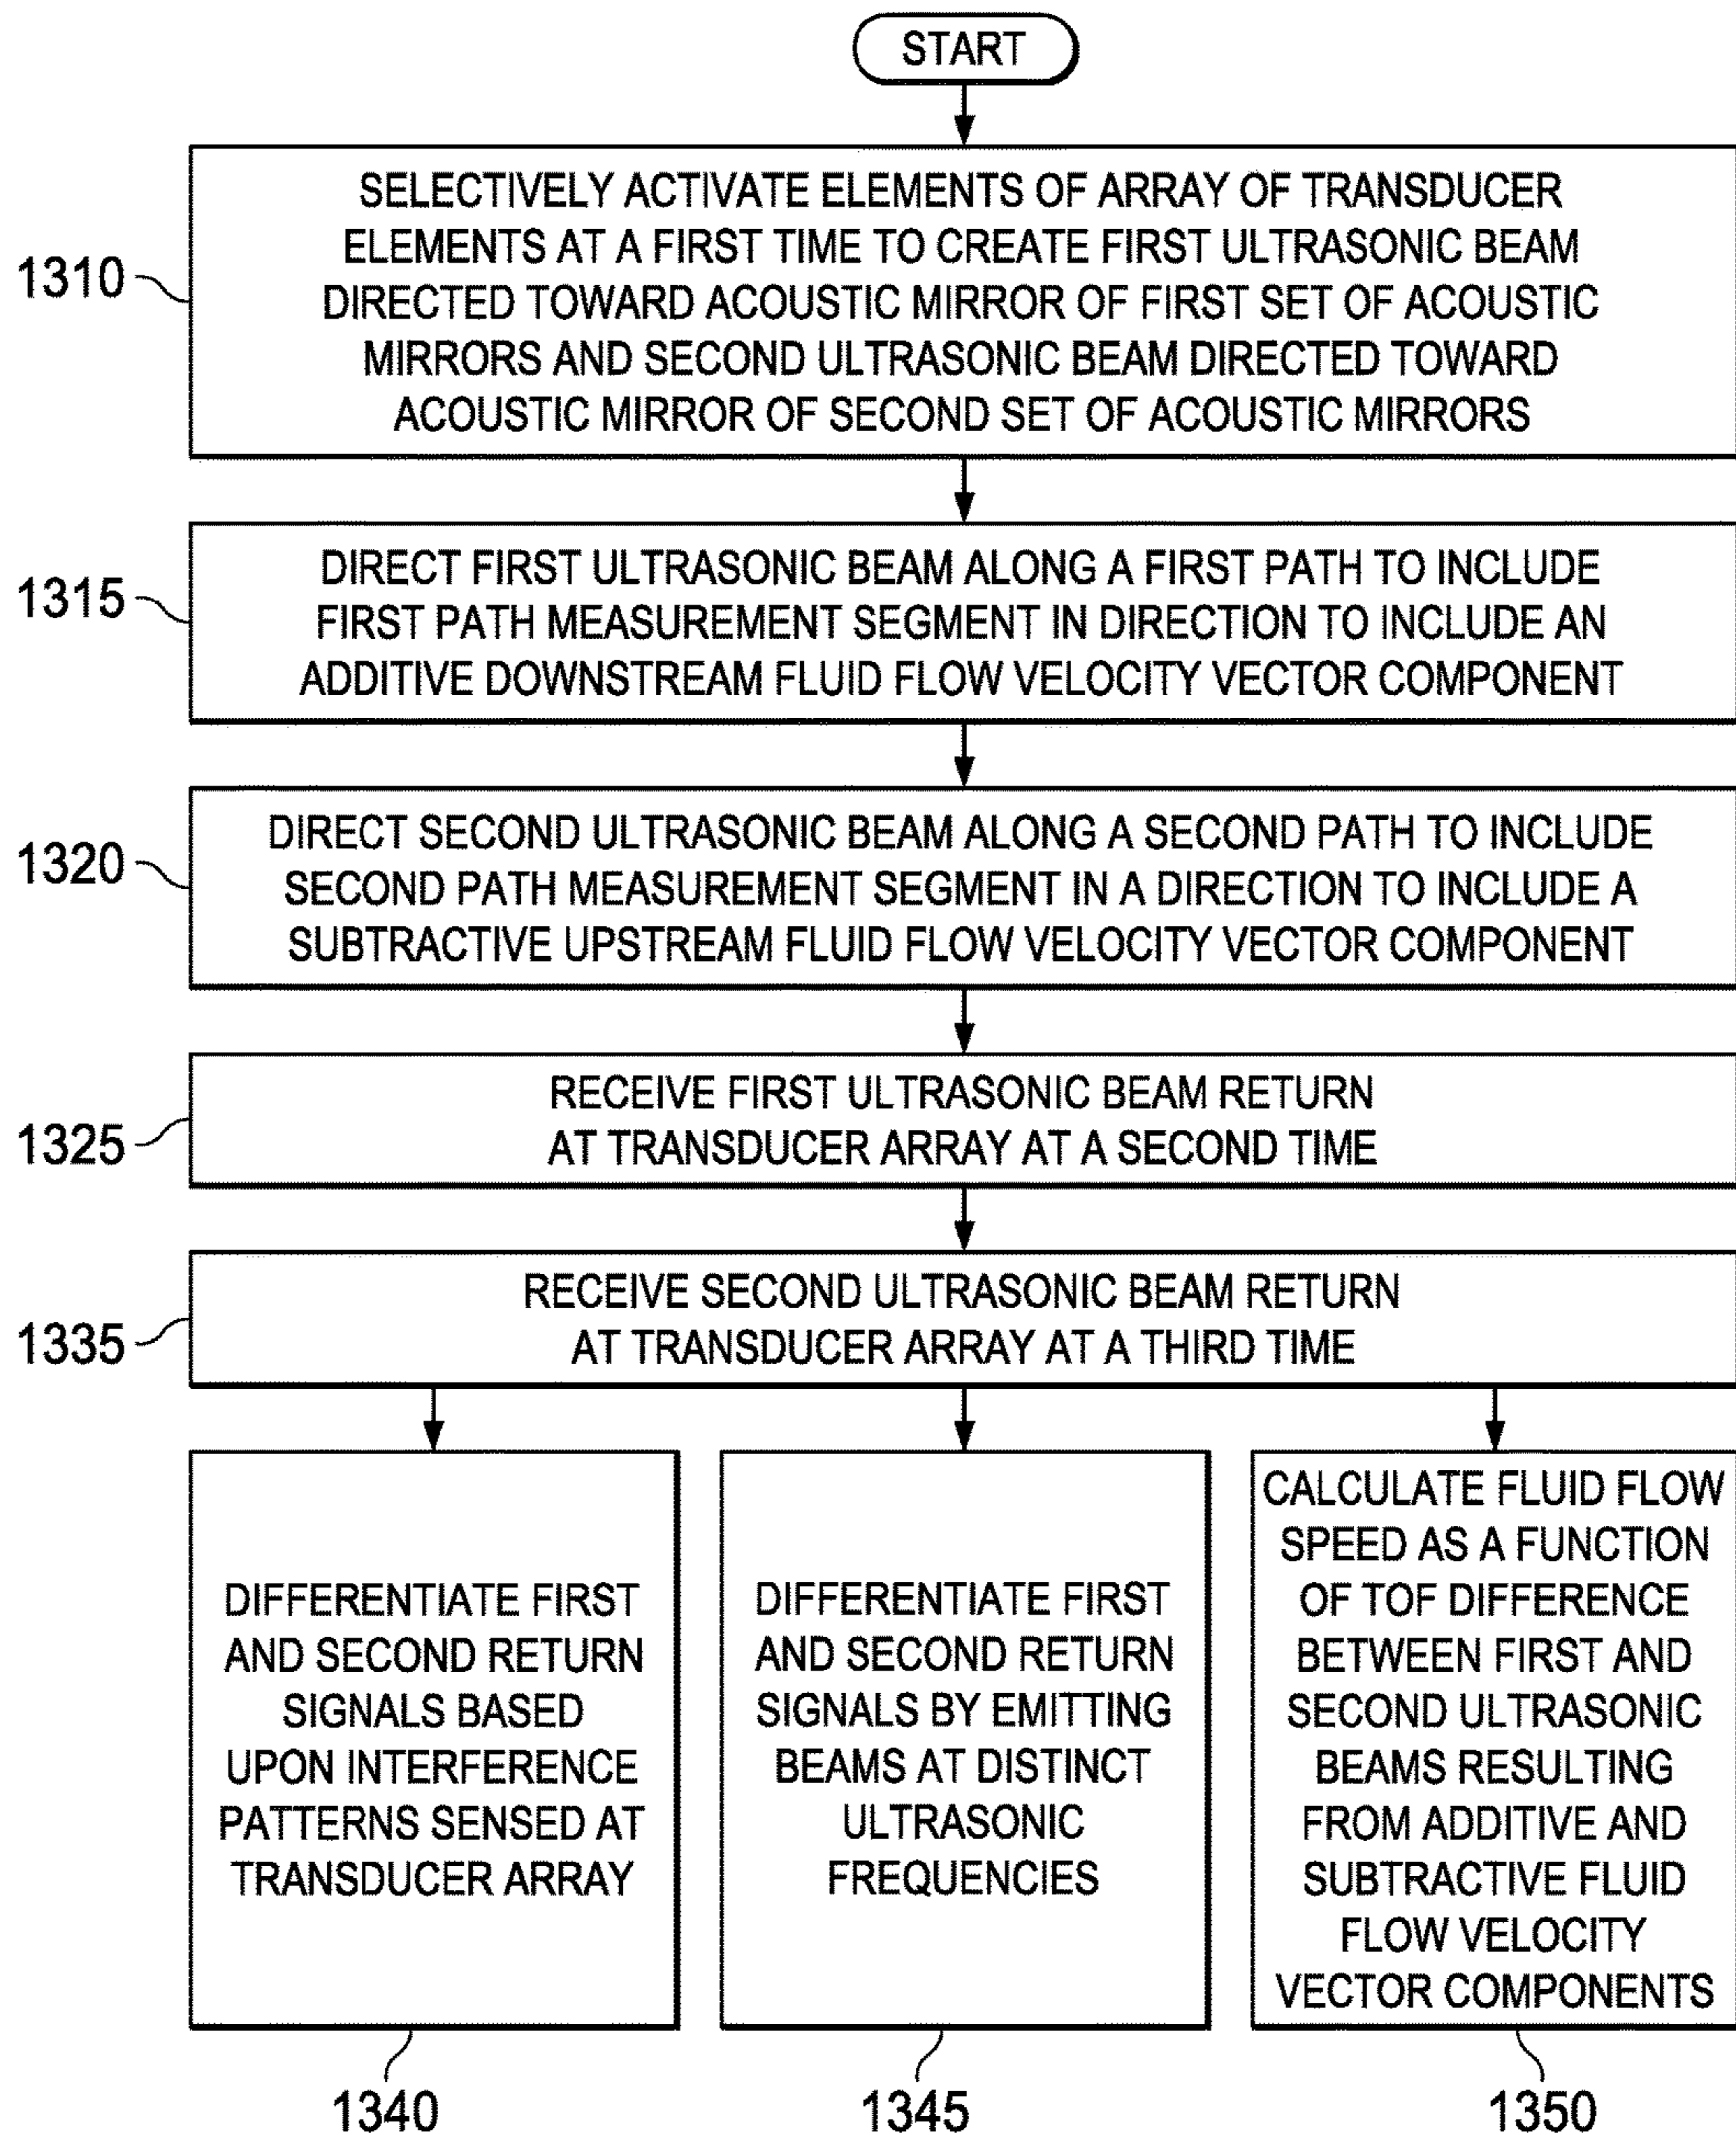 START
1310
SELECTIVELY ACTIVATE ELEMENTS OF ARRAY OF TRANSDUCER
ELEMENTS AT A FIRST TIME TO CREATE FIRST ULTRASONIC BEAM
DIRECTED TOWARD ACOUSTIC MIRROR OF FIRST SET OF ACOUSTIC
MIRRORS AND SECOND ULTRASONIC BEAM DIRECTED TOWARD
ACOUSTIC MIRROR OF SECOND SET OF ACOUSTIC MIRRORS
1315
DIRECT FIRST ULTRASONIC BEAM ALONG A FIRST PATH TO INCLUDE
FIRST PATH MEASUREMENT SEGMENT IN DIRECTION TO INCLUDE AN
ADDITIVE DOWNSTREAM FLUID FLOW VELOCITY VECTOR COMPONENT
1320
DIRECT SECOND ULTRASONIC BEAM ALONG A SECOND PATH TO INCLUDE
SECOND PATH MEASUREMENT SEGMENT IN A DIRECTION TO INCLUDE A
SUBTRACTIVE UPSTREAM FLUID FLOW VELOCITY VECTOR COMPONENT
1325
RECEIVE FIRST ULTRASONIC BEAM RETURN
AT TRANSDUCER ARRAY AT A SECOND TIME
1335
RECEIVE SECOND ULTRASONIC BEAM RETURN
AT TRANSDUCER ARRAY AT A THIRD TIME
DIFFERENTIATE FIRST
AND SECOND RETURN
SIGNALS BASED
UPON INTERFERENCE
PATTERNS SENSED AT
TRANSDUCER ARRAY
1340
DIFFERENTIATE FIRST
AND SECOND RETURN
SIGNALS BY EMITTING
BEAMS AT DISTINCT
ULTRASONIC
FREQUENCIES
1345
CALCULATE FLUID FLOW
SPEED AS A FUNCTION
OF TOF DIFFERENCE
BETWEEN FIRST AND
SECOND ULTRASONIC
BEAMS RESULTING
FROM ADDITIVE AND
SUBTRACTIVE FLUID
FLOW VELOCITY
VECTOR COMPONENTS
1350